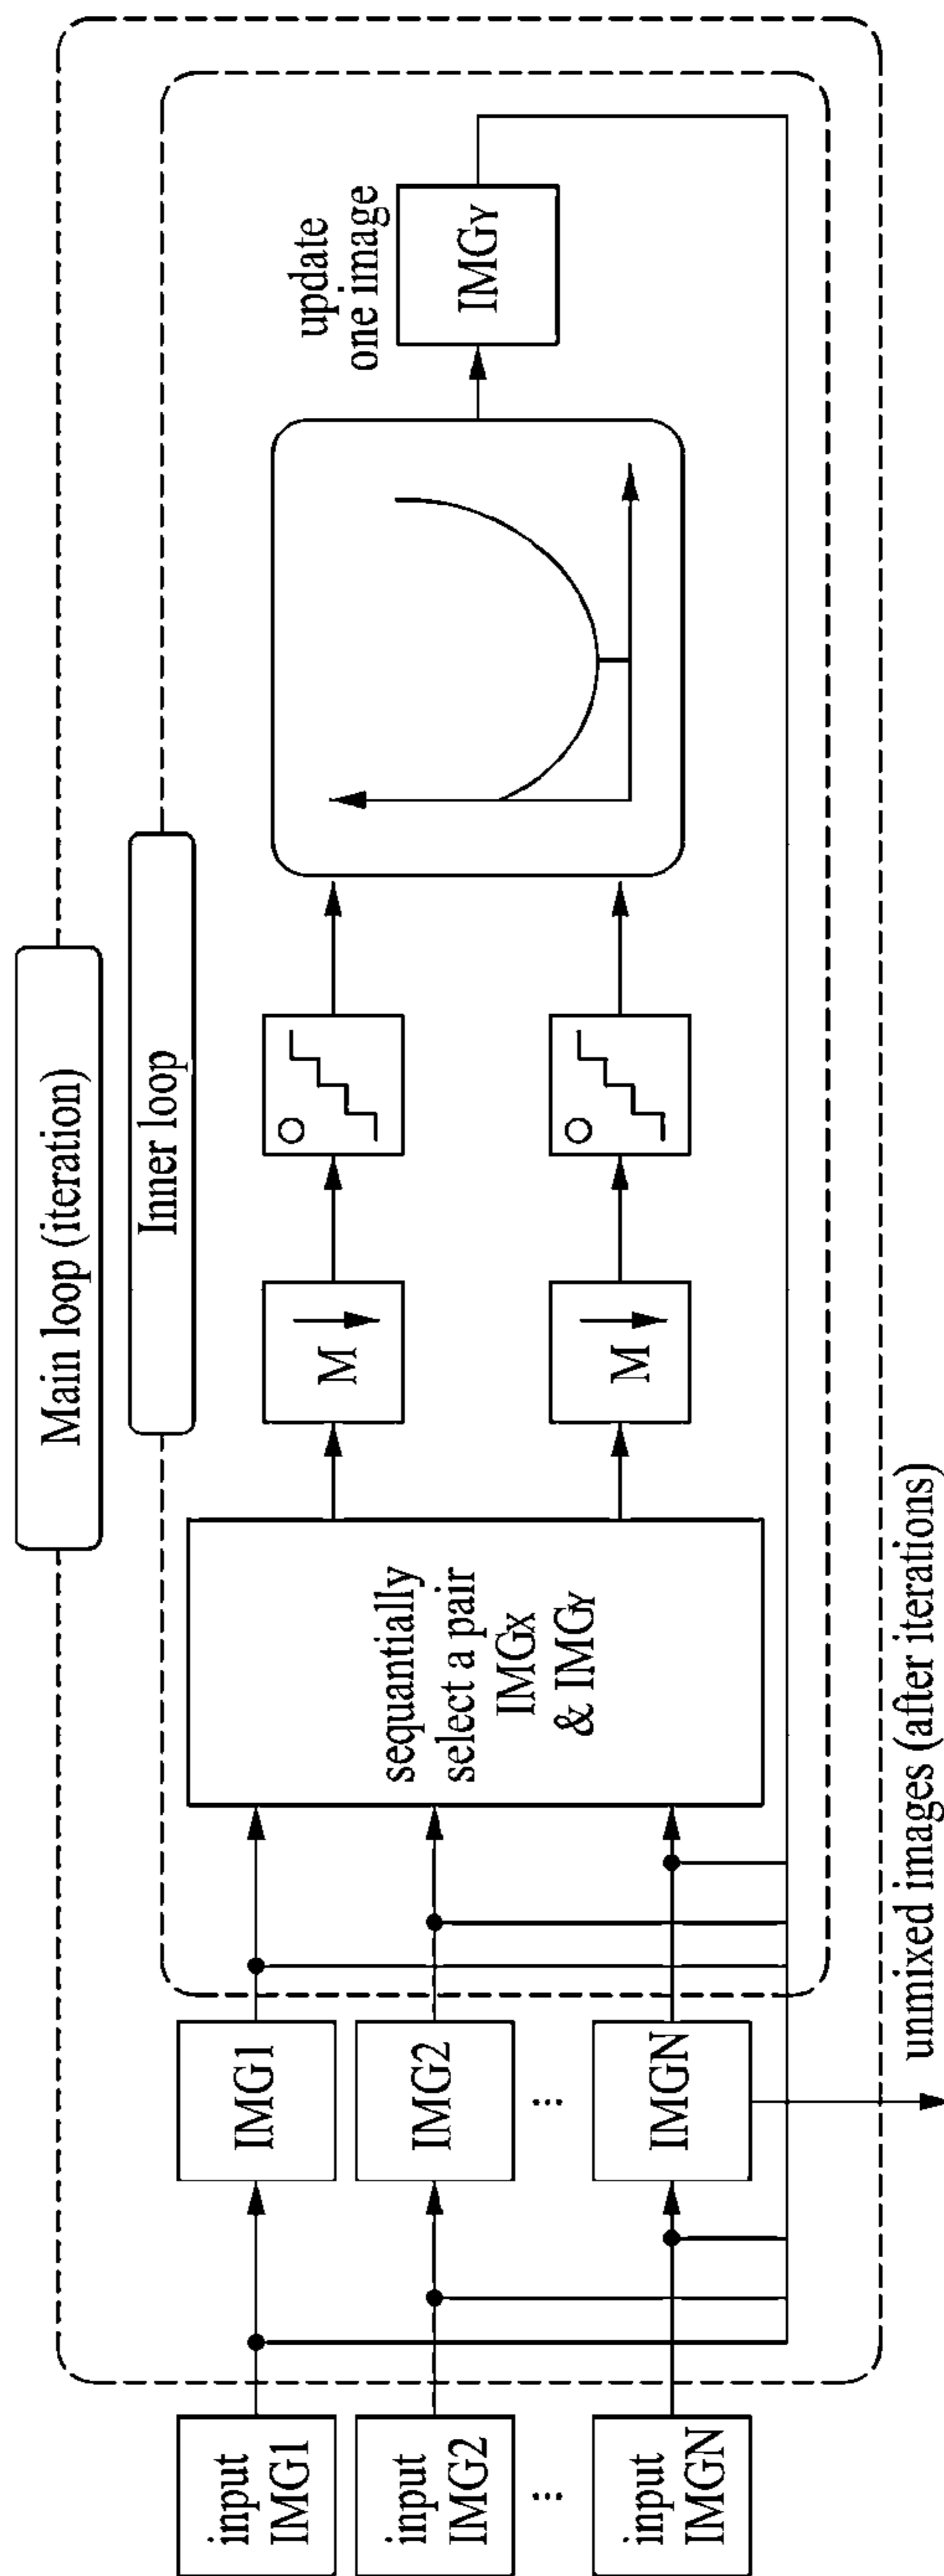 Main loop (iteration)
Inner loop
input
IMG1
input
IMG2
...
input
IMGN
IMG1
IMG2
...
IMGN
sequantially
select a pair
IMGX
& IMGY
M
M
update
one image
IMGY
unmixed images (after iterations)